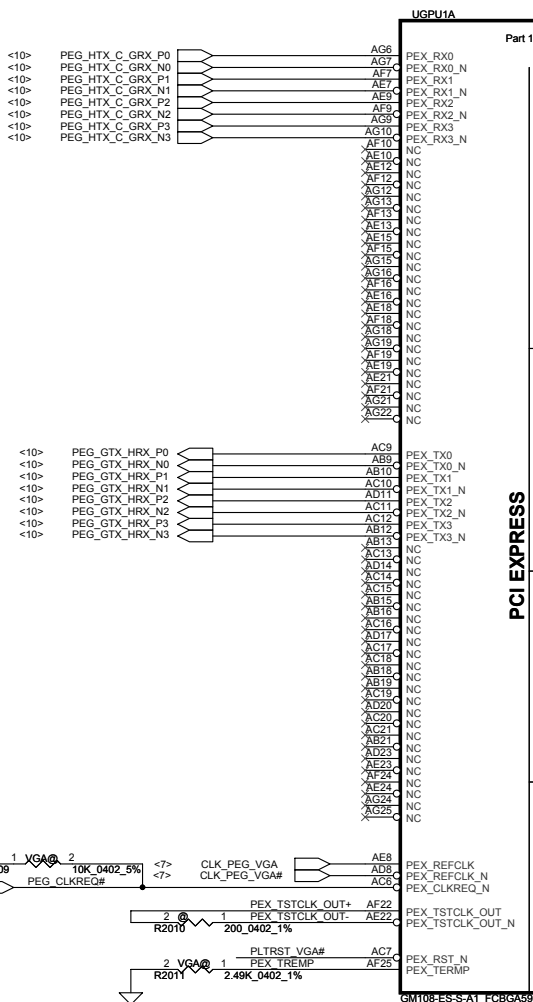 UGPU1A
Part 1
<10> PEG_HTX_C_GRX_P0 AG6 PEX_RX0
<10> PEG_HTX_C_GRX_N0 AG7 PEX_RX0_N
<10> PEG_HTX_C_GRX_P1 AF7 PEX_RX1
<10> PEG_HTX_C_GRX_N1 AE7 PEX_RX1_N
<10> PEG_HTX_C_GRX_P2 AE9 PEX_RX2
<10> PEG_HTX_C_GRX_N2 AF9 PEX_RX2_N
<10> PEG_HTX_C_GRX_P3 AG9 PEX_RX3
<10> PEG_HTX_C_GRX_N3 AG10 PEX_RX3_N
AF10 NC
AE10 NC
AE12 NC
AF12 NC
AG12 NC
AG13 NC
AF13 NC
AE13 NC
AE15 NC
AF15 NC
AG15 NC
AG16 NC
AF16 NC
AE16 NC
AE18 NC
AF18 NC
AG18 NC
AG19 NC
AF19 NC
AE19 NC
AE21 NC
AF21 NC
AG21 NC
AG22 NC
<10> PEG_GTX_HRX_P0 AC9 PEX_TX0
<10> PEG_GTX_HRX_N0 AB9 PEX_TX0_N
<10> PEG_GTX_HRX_P1 AB10 PEX_TX1
<10> PEG_GTX_HRX_N1 AC10 PEX_TX1_N
<10> PEG_GTX_HRX_P2 AD11 PEX_TX2
<10> PEG_GTX_HRX_N2 AC11 PEX_TX2_N
<10> PEG_GTX_HRX_P3 AC12 PEX_TX3
<10> PEG_GTX_HRX_N3 AB12 PEX_TX3_N
AB13 NC
AC13 NC
AD14 NC
AC14 NC
AC15 NC
AB15 NC
AB16 NC
AC16 NC
AD17 NC
AC17 NC
AC18 NC
AB18 NC
AB19 NC
AC19 NC
AD20 NC
AC20 NC
AC21 NC
AB21 NC
AD23 NC
AE23 NC
AF24 NC
AE24 NC
AG24 NC
AG25 NC
PCI EXPRESS
1 VGA@ 2
09 10K_0402_5%
<7> CLK_PEG_VGA AE8 PEX_REFCLK
<7> CLK_PEG_VGA# AD8 PEX_REFCLK_N
PEG_CLKREQ# AC6 PEX_CLKREQ_N
PEX_TSTCLK_OUT+ AF22 PEX_TSTCLK_OUT
2 @ 1 PEX_TSTCLK_OUT- AE22 PEX_TSTCLK_OUT_N
R2010 200_0402_1%
PLTRST_VGA# AC7 PEX_RST_N
2 VGA@ 1 PEX_TREMP AF25 PEX_TERMP
R2011 2.49K_0402_1%
GM108-ES-S-A1 FCBGA59